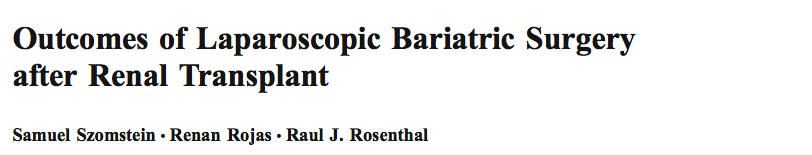 Outcomes of Laparoscopic Bariatric Surgery
after Renal Transplant
Samuel Szomstein · Renan Rojas · Raul J. Rosenthal